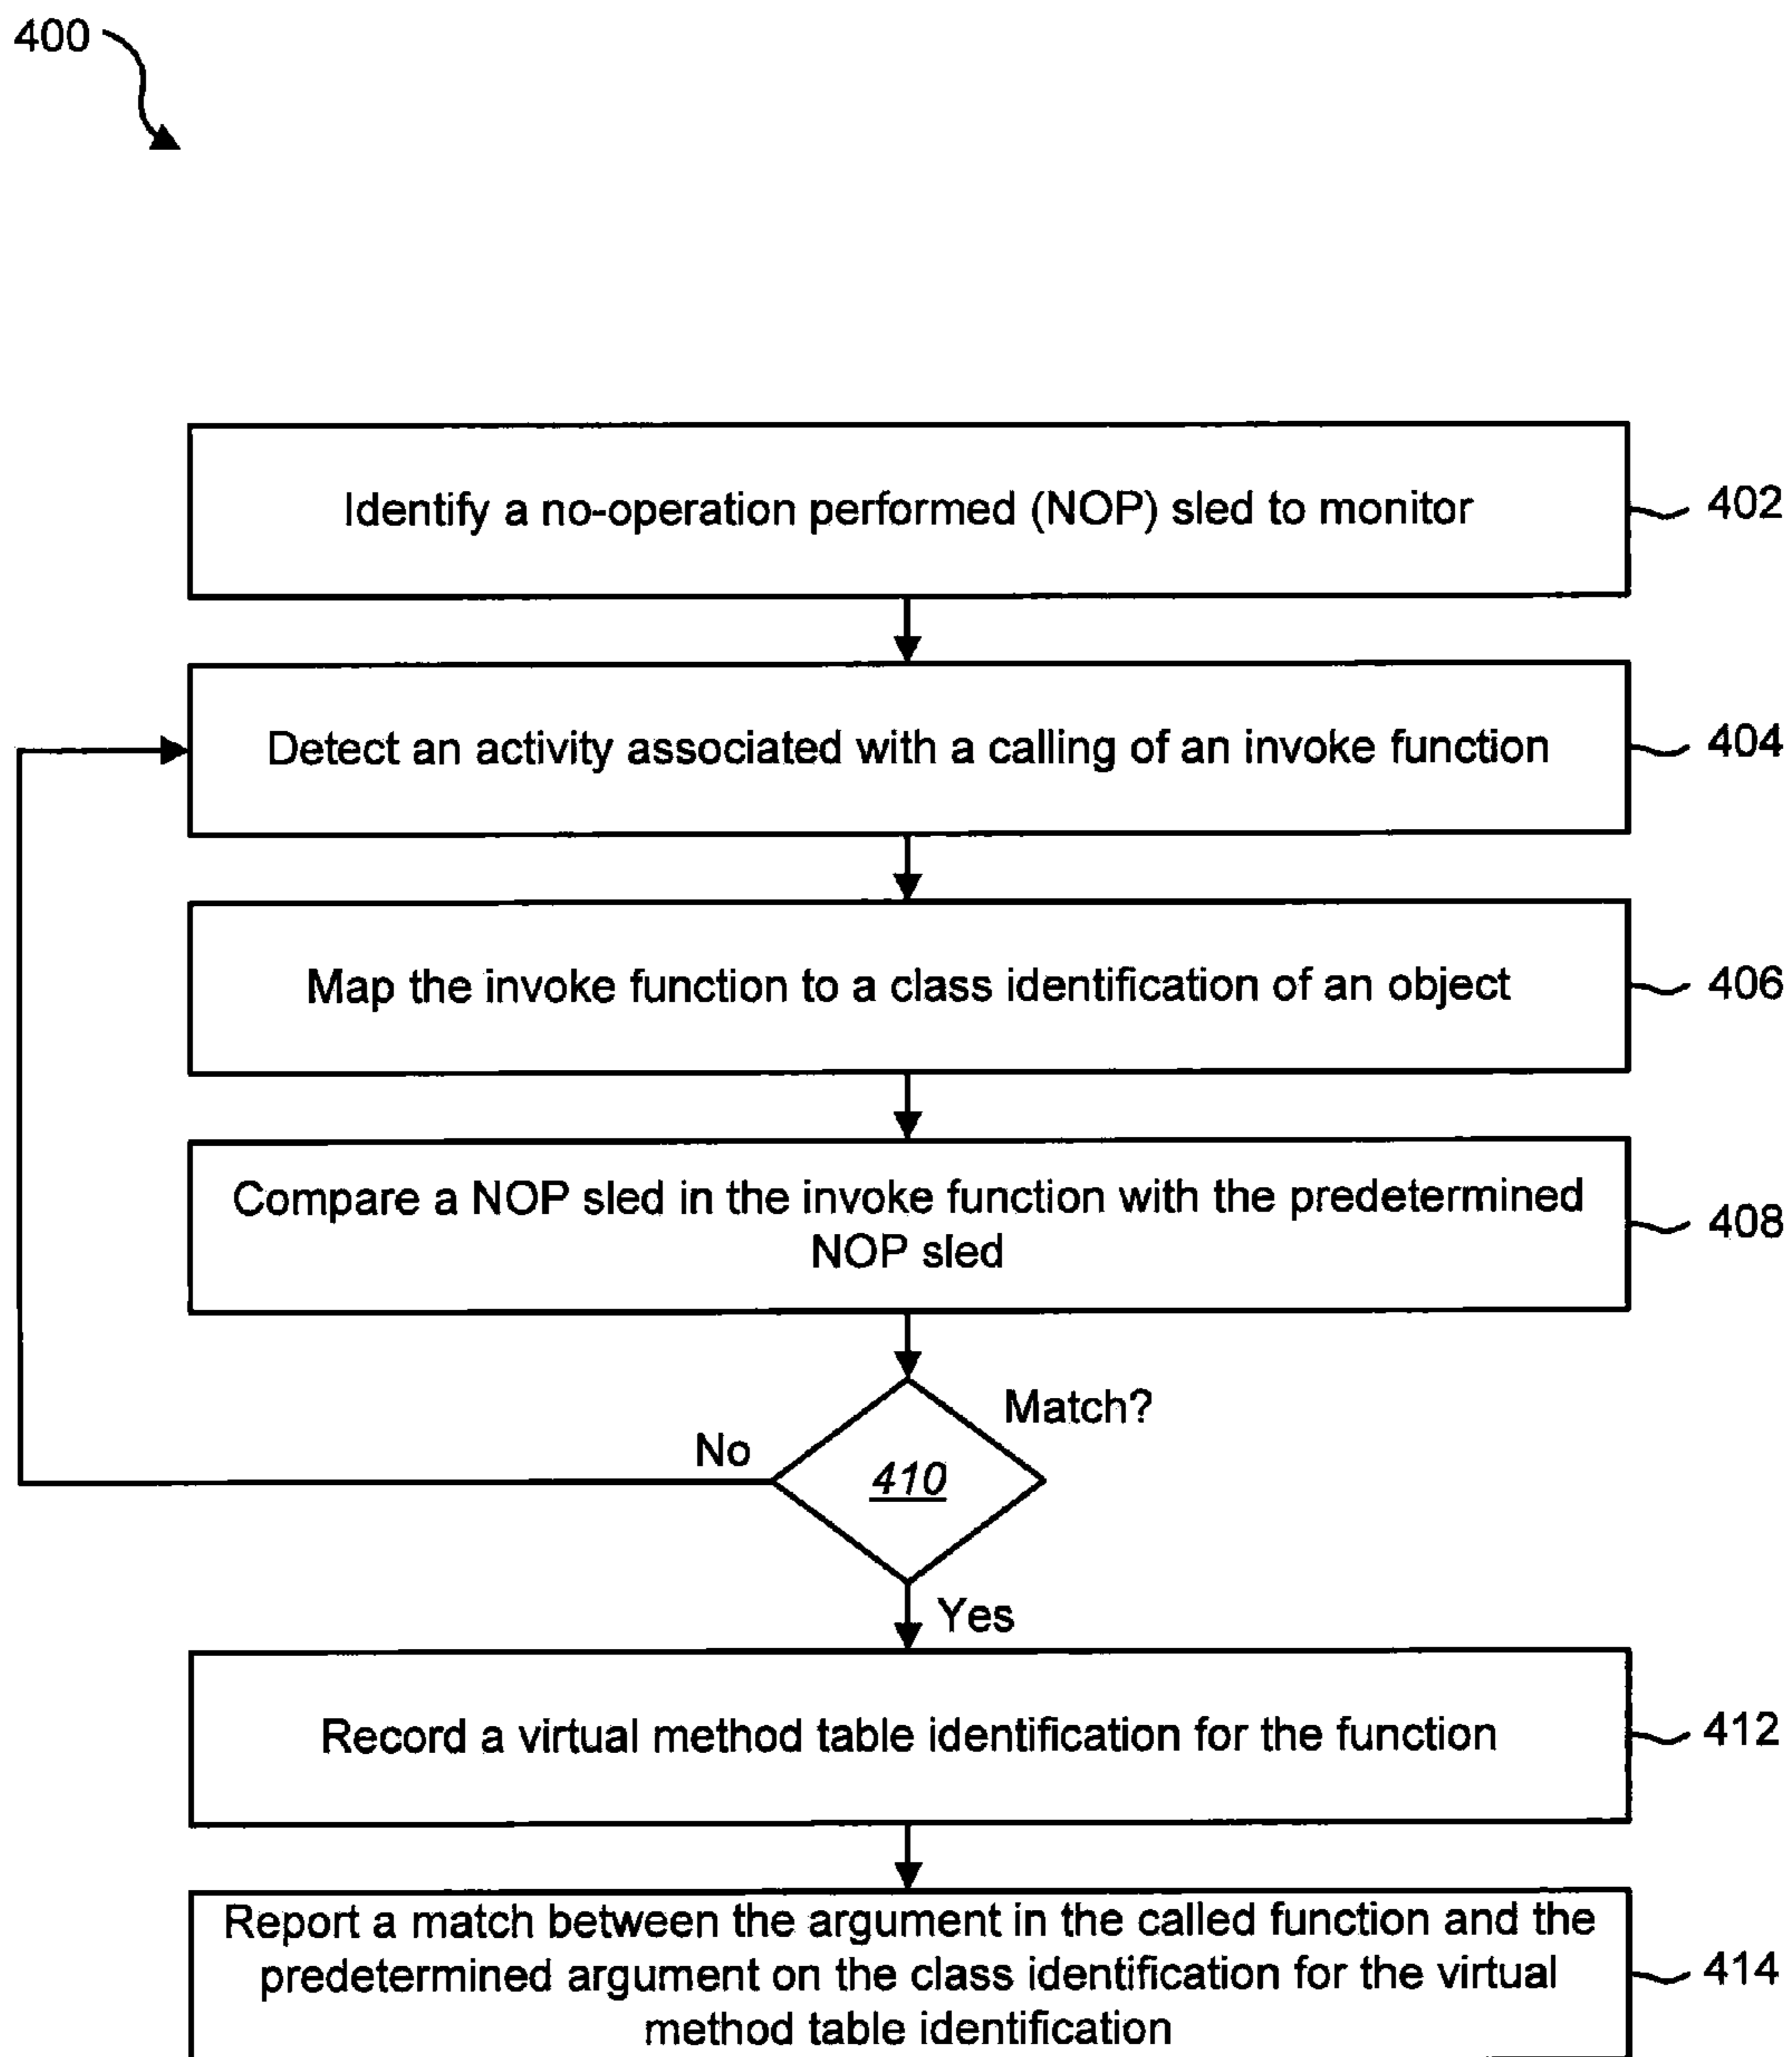 400
Identify a no-operation performed (NOP) sled to monitor
402
Detect an activity associated with a calling of an invoke function
404
Map the invoke function to a class identification of an object
406
Compare a NOP sled in the invoke function with the predetermined
NOP sled
408
Match?
No
410
Yes
Record a virtual method table identification for the function
412
Report a match between the argument in the called function and the
predetermined argument on the class identification for the virtual
method table identification
414